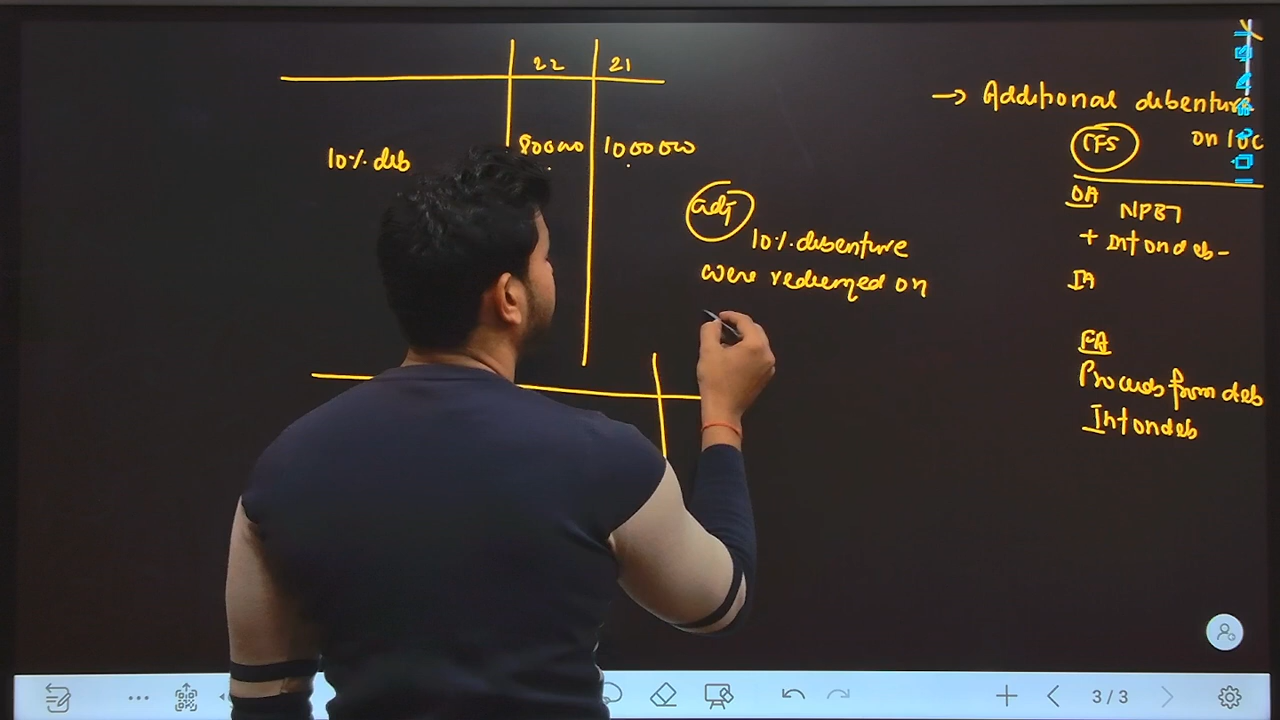 22 21
10% deb 80000 1000000
adj
10% debenture
were redeemed on
→ Additional debenture
CFS on 10C
OA NPBT
+ Int on deb-
IA
FA
Proceeds from deb
Int on deb
3/3